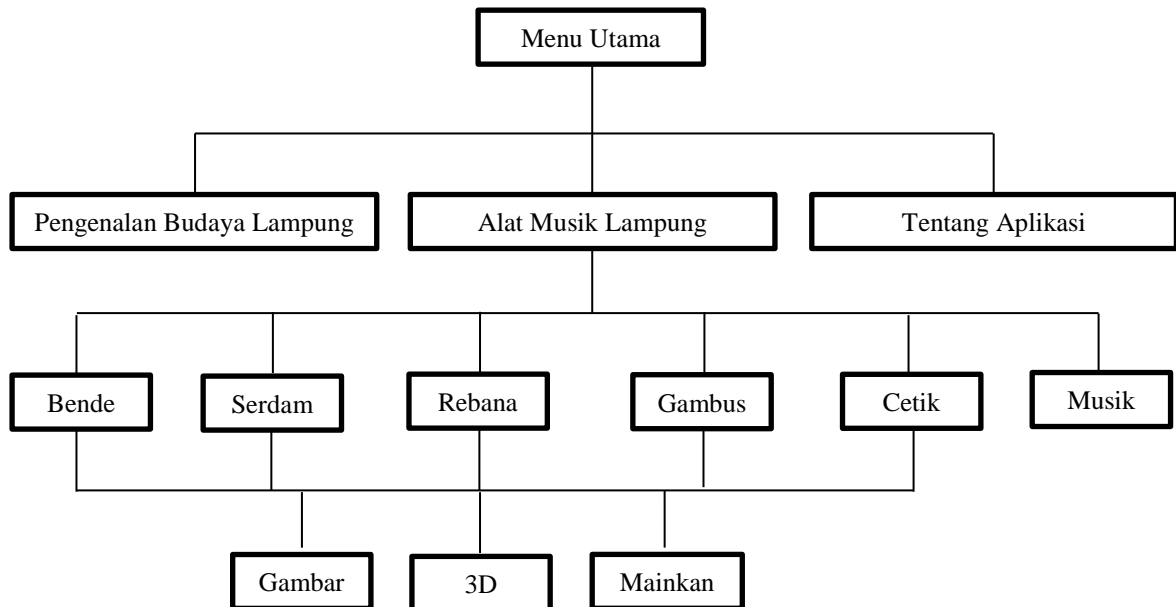 Menu Utama
Pengenalan Budaya Lampung
Alat Musik Lampung
Tentang Aplikasi
Bende
Serdam
Rebana
Gambus
Cetik
Musik
Gambar
3D
Mainkan